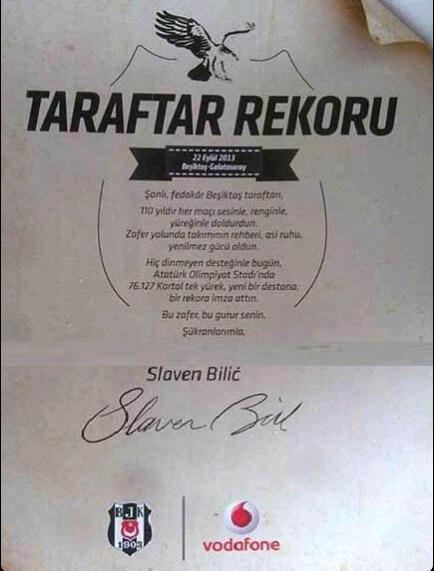 TARAFTAR REKORU
22 Eylül 2013
Beşiktaş-Galatasaray
Şanlı, fedakâr Beşiktaş taraftarı,
110 yıldır her maçı sesinle, renginle,
yüreğinle doldurdun.
Zafer yolunda takımının rehberi, asi ruhu,
yenilmez gücü oldun.
Hiç dinmeyen desteğinle bugün,
Atatürk Olimpiyat Stadı'nda
76.127 Kartal tek yürek, yeni bir destana,
bir rekora imza attın.
Bu zafer, bu gurur senin.
Şükranlarımla,
Slaven Bilić
Slaven Bil
BJK
1903
vodafone